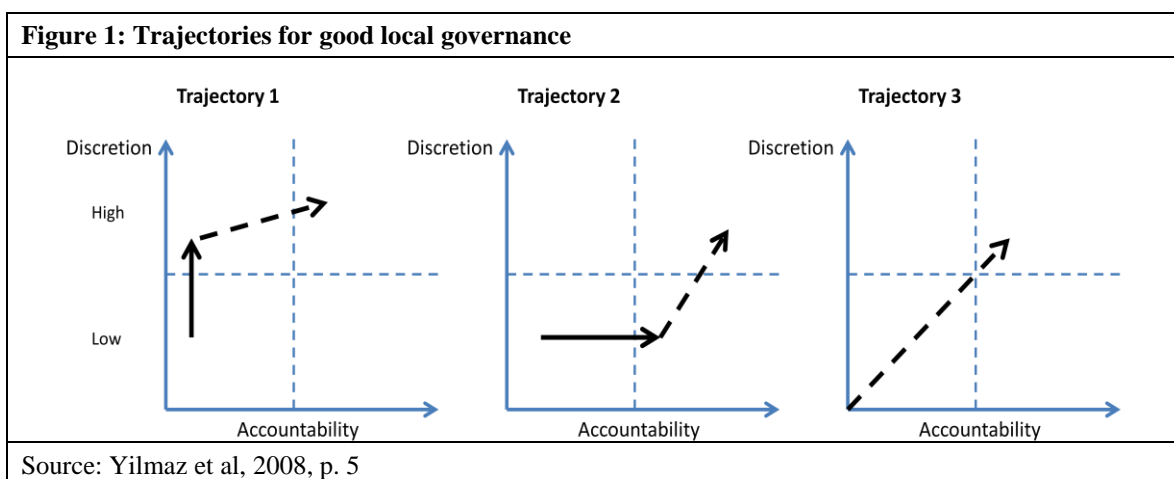 Figure 1: Trajectories for good local governance
Trajectory 1 Trajectory 2 Trajectory 3
Discretion Discretion Discretion
High
Low
Accountability Accountability Accountability
Source: Yilmaz et al, 2008, p. 5